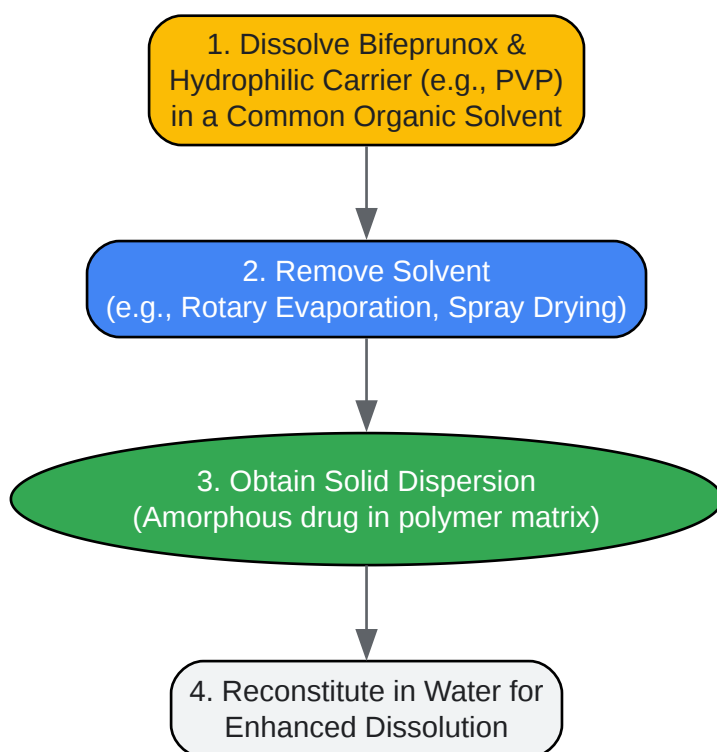 1. Dissolve Bifeprunox &
Hydrophilic Carrier (e.g., PVP)
in a Common Organic Solvent
2. Remove Solvent
(e.g., Rotary Evaporation, Spray Drying)
3. Obtain Solid Dispersion
(Amorphous drug in polymer matrix)
4. Reconstitute in Water for
Enhanced Dissolution